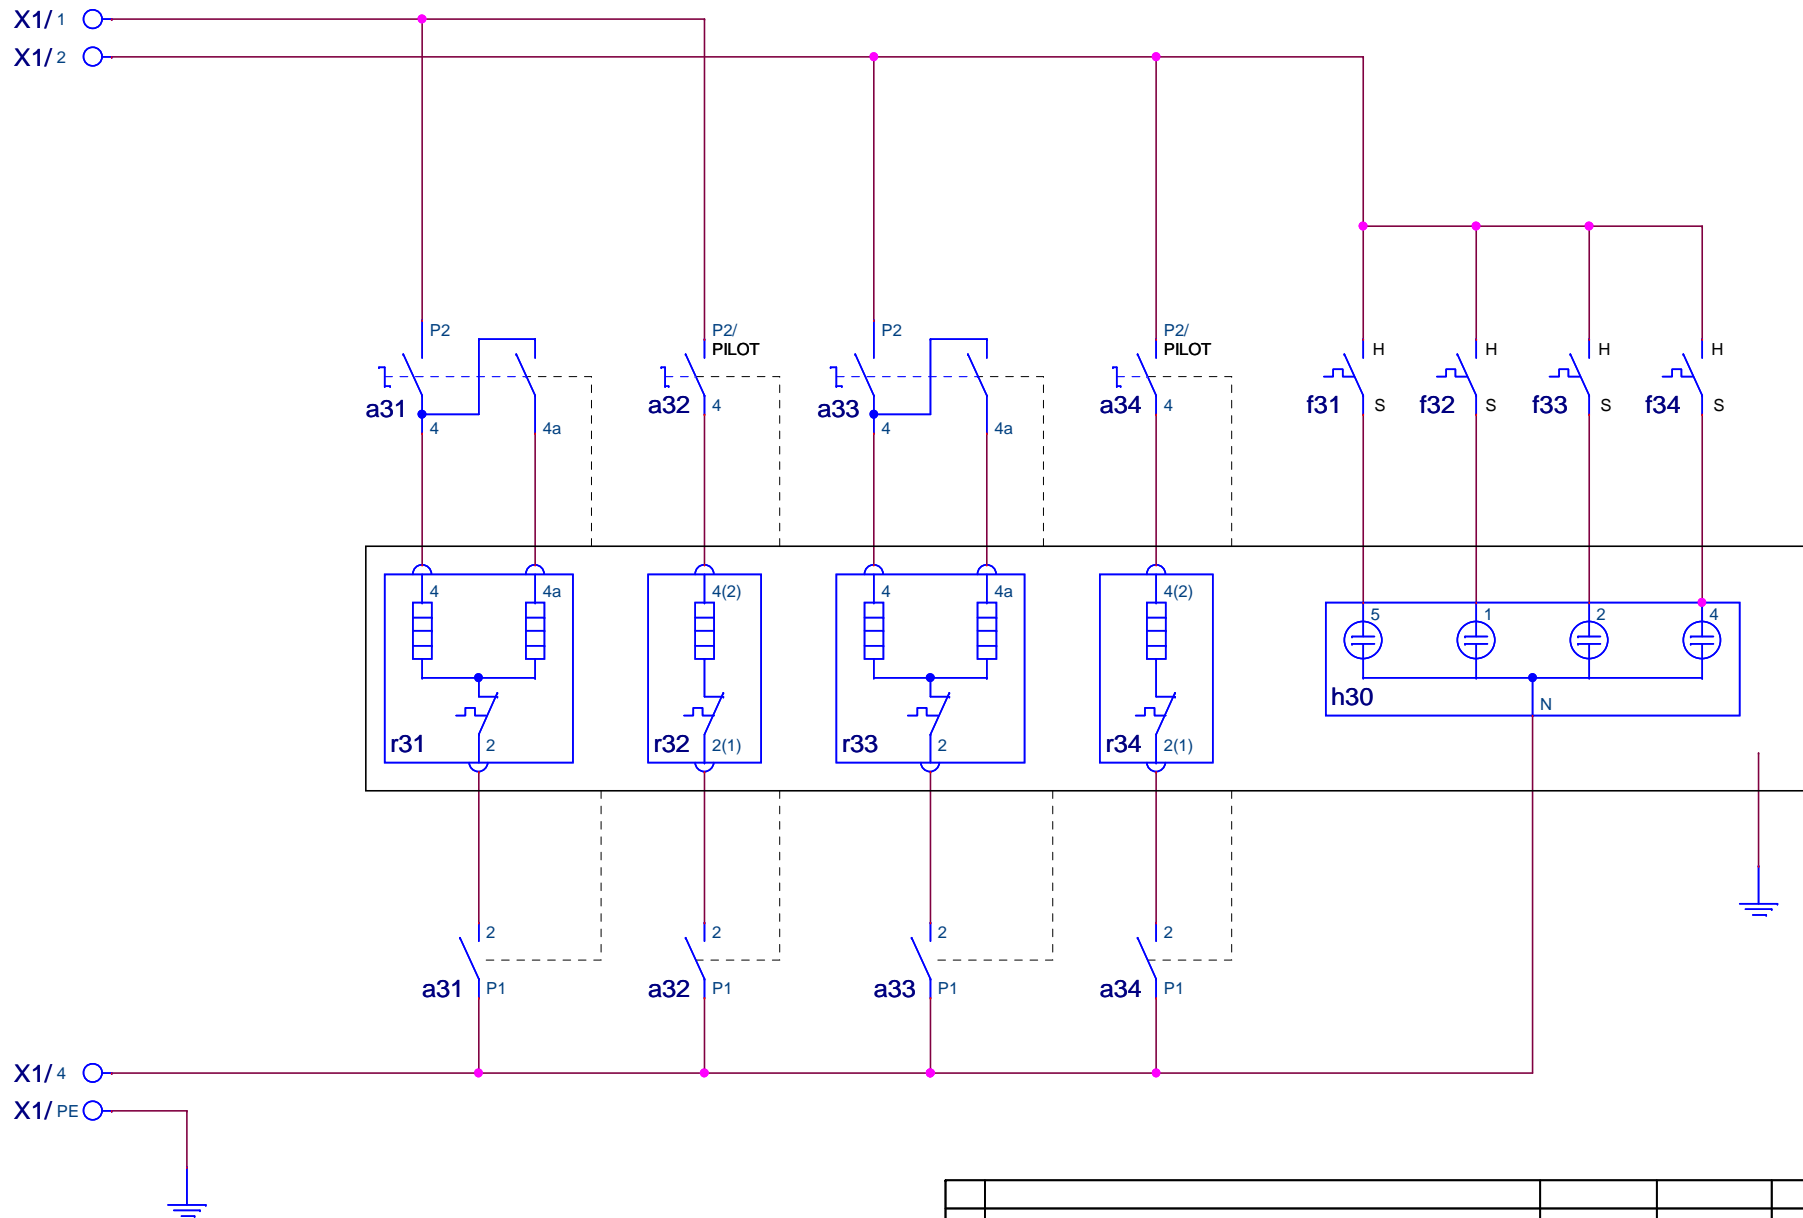 X1/ 1
X1/ 2
P2 P2/ P2 P2/
PILOT PILOT H H H H
a31 a32 4 a33 a34 4 f31 S f32 S f33 S f34 S
4 4a 4 4a
4 4a 4(2) 4 4a 4(2)
5 1 2 4
h30 N
r31 2 r32 2(1) r33 2 r34 2(1)
2 2 2 2
a31 P1 a32 P1 a33 P1 a34 P1
X1/ 4
X1/ PE